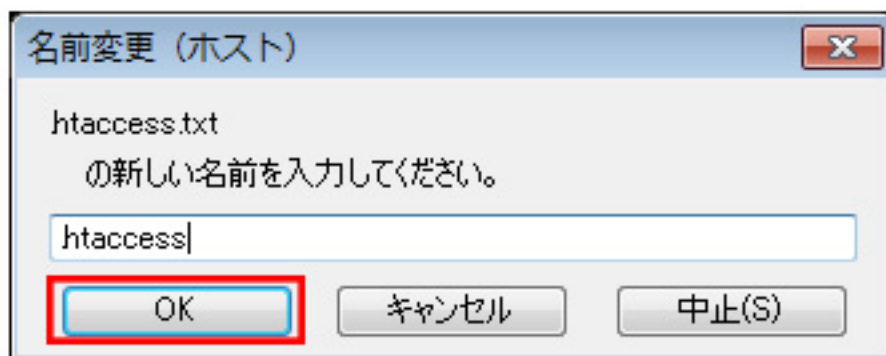 名前変更（ホスト）
htaccess.txt
の新しい名前を入力してください。
htaccess
OK キャンセル 中止(S)